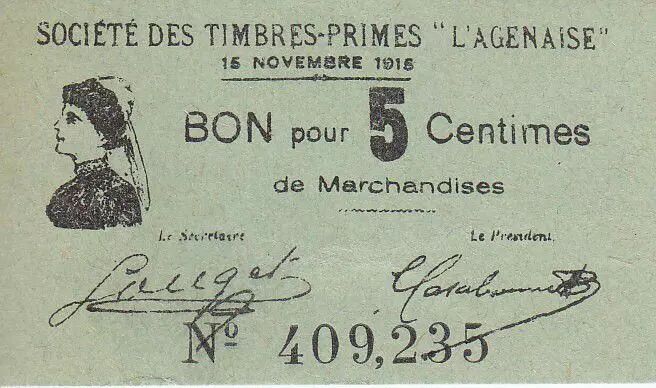 SOCIÉTÉ DES TIMBRES-PRIMES "L'AGENAISE"
15 NOVEMBRE 1915
BON pour 5 Centimes
de Marchandises
Le Secrétaire Le Président
Nº 409,235